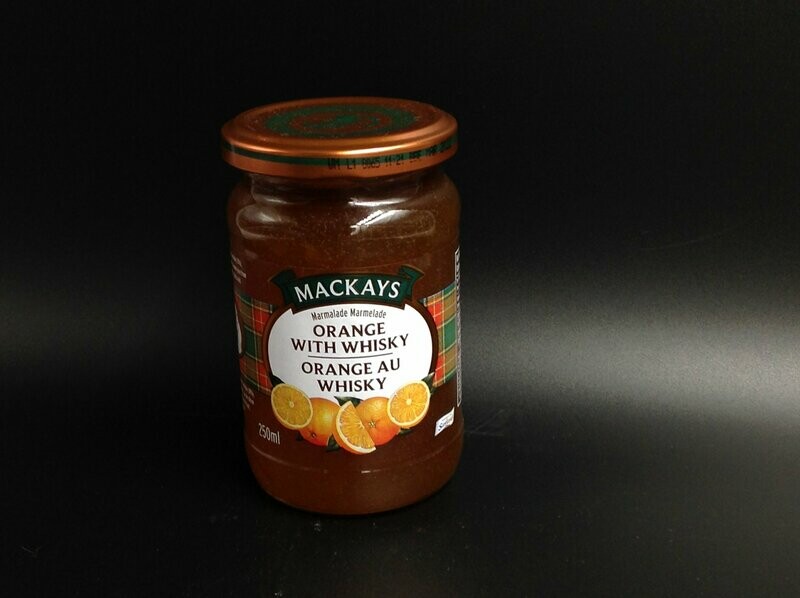 MACKAYS
Marmalade Marmelade
ORANGE
WITH WHISKY
ORANGE AU
WHISKY
250ml